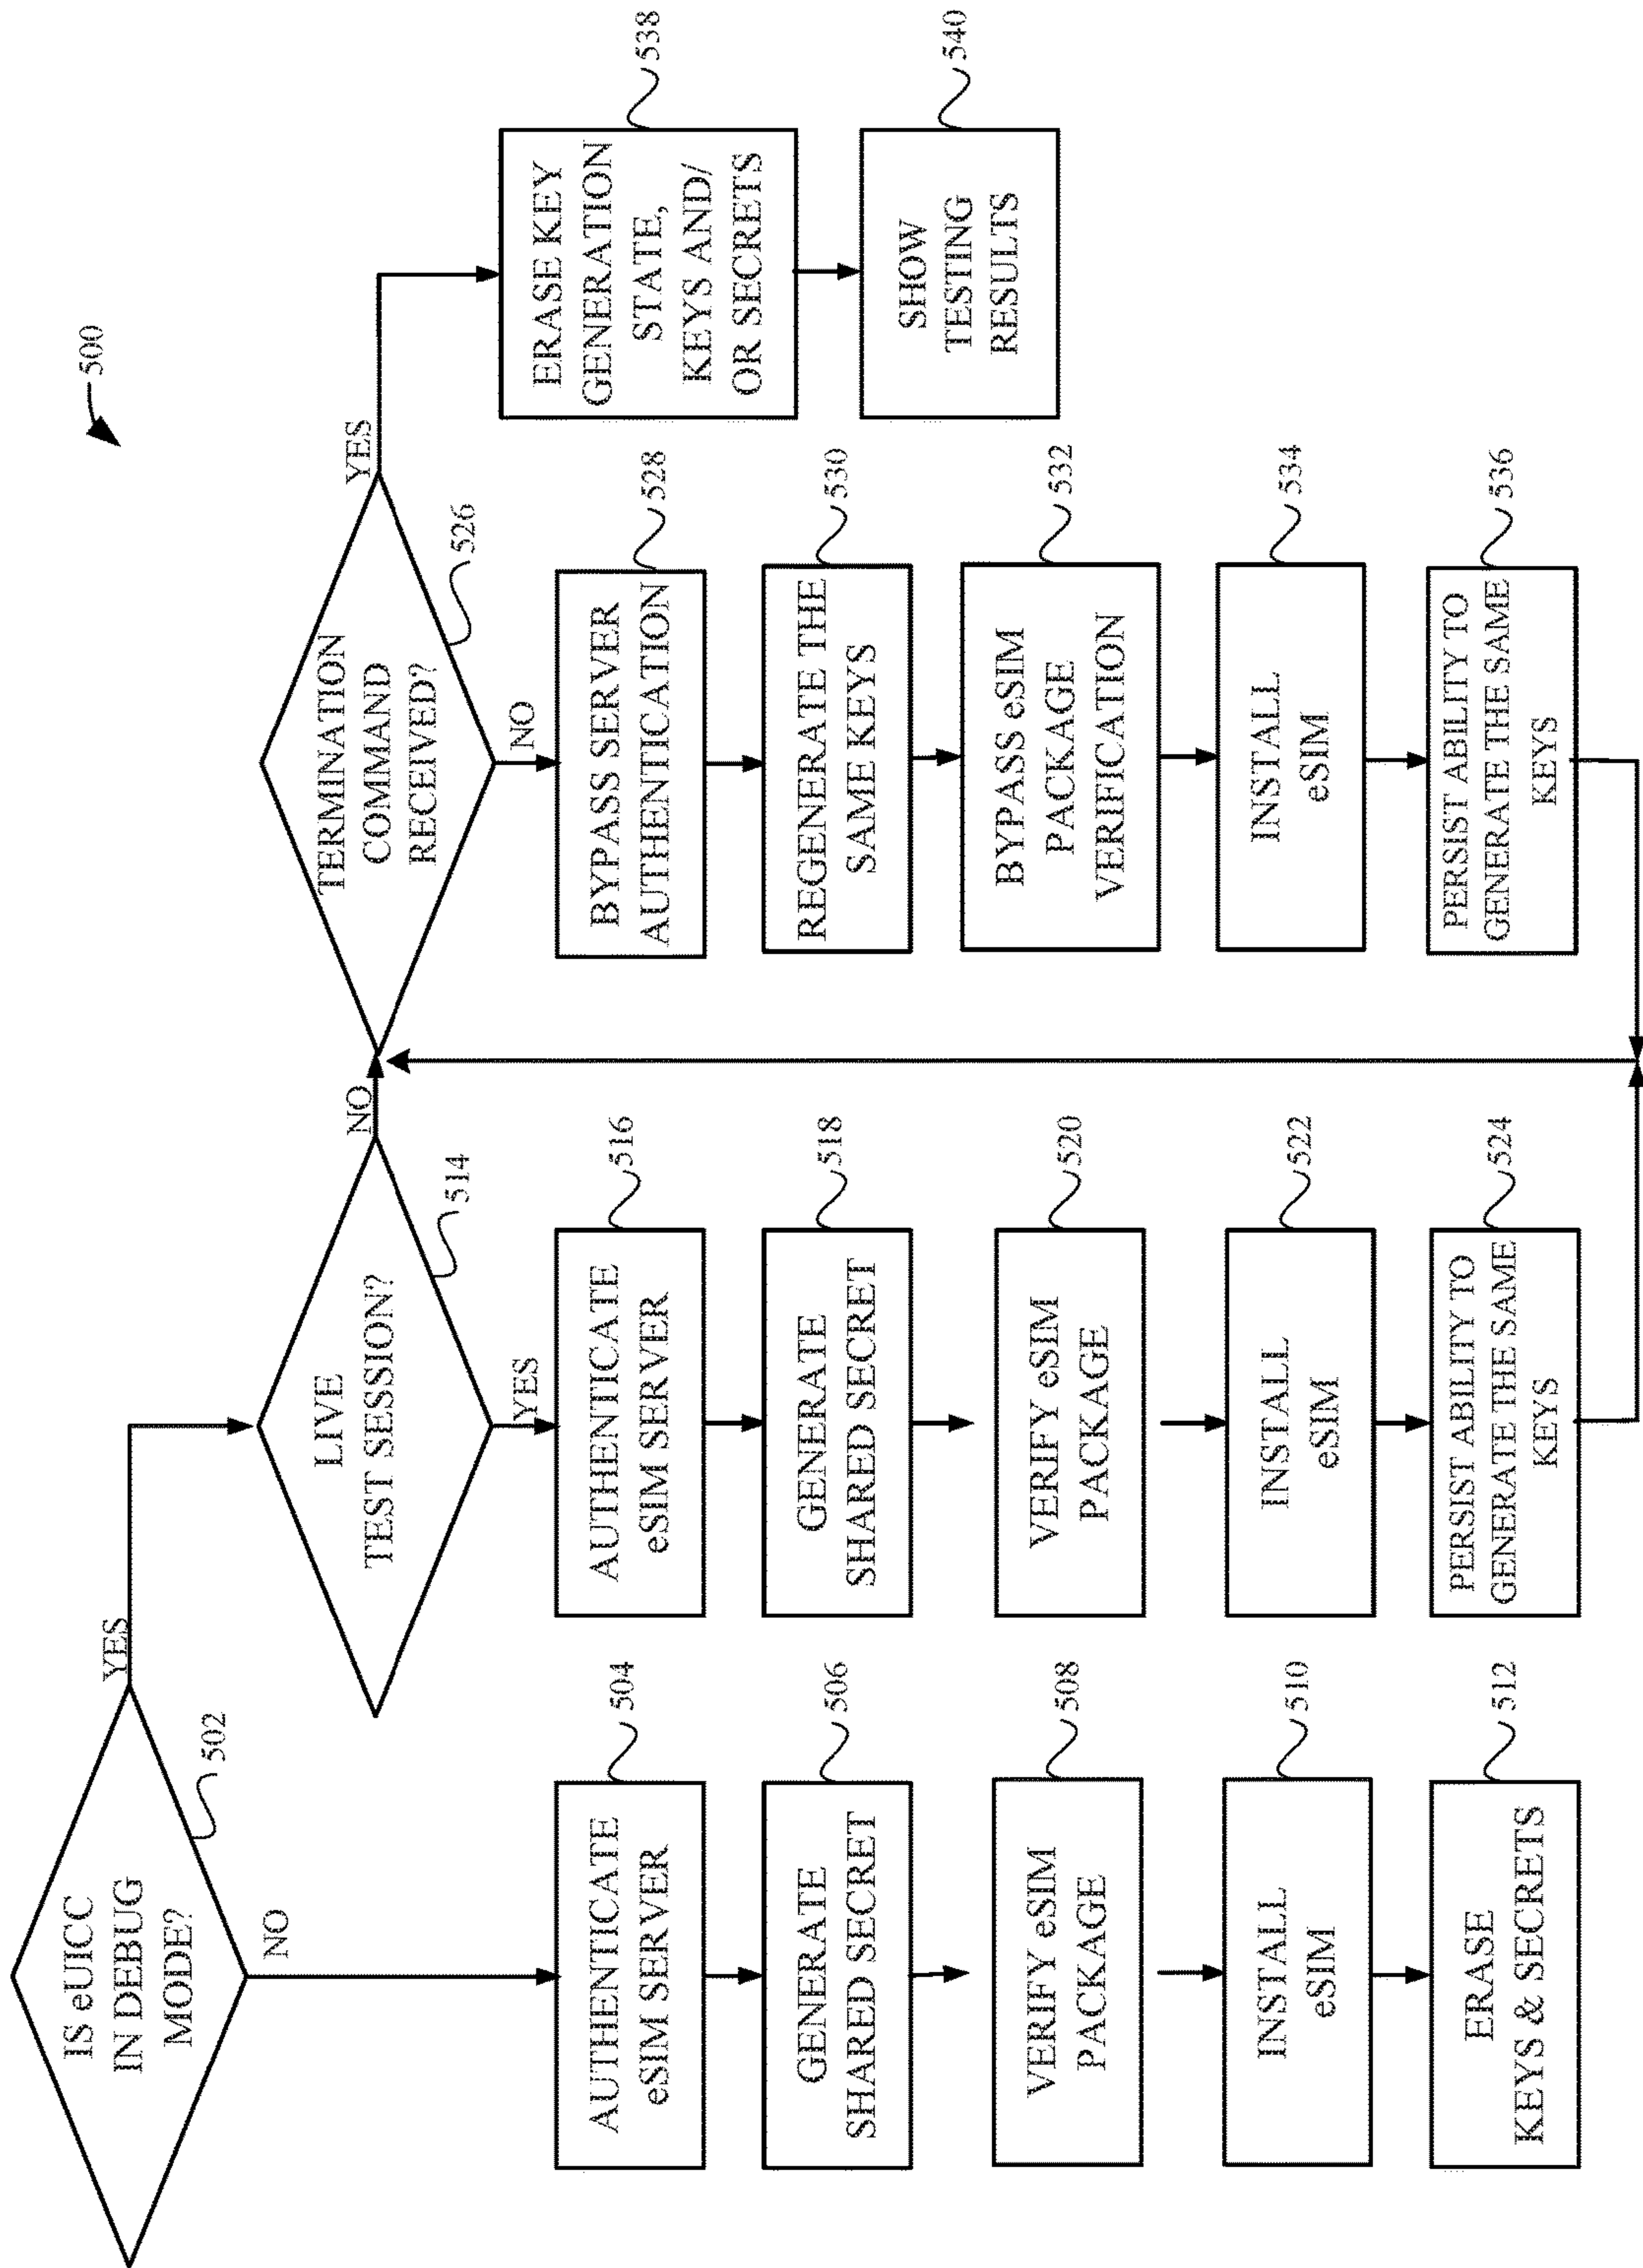 500
IS eUICC
IN DEBUG
MODE?
502
YES
NO
AUTHENTICATE
eSIM SERVER
504
GENERATE
SHARED SECRET
506
VERIFY eSIM
PACKAGE
508
INSTALL
eSIM
510
ERASE
KEYS & SECRETS
512
LIVE
TEST SESSION?
514
NO
YES
AUTHENTICATE
eSIM SERVER
516
GENERATE
SHARED SECRET
518
VERIFY eSIM
PACKAGE
520
INSTALL
eSIM
522
PERSIST ABILITY TO
GENERATE THE SAME
KEYS
524
TERMINATION
COMMAND
RECEIVED?
526
YES
NO
BYPASS SERVER
AUTHENTICATION
528
REGENERATE THE
SAME KEYS
530
BYPASS eSIM
PACKAGE
VERIFICATION
532
INSTALL
eSIM
534
PERSIST ABILITY TO
GENERATE THE SAME
KEYS
536
ERASE KEY
GENERATION
STATE,
KEYS AND/
OR SECRETS
538
SHOW
TESTING
RESULTS
540